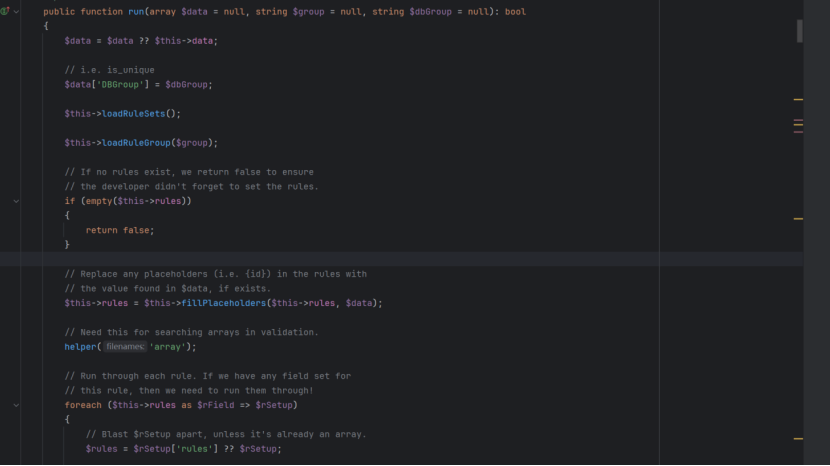 public function run(array $data = null, string $group = null, string $dbGroup = null): bool
{
$data = $data ?? $this->data;
// i.e. is_unique
$data['DBGroup'] = $dbGroup;
$this->loadRuleSets();
$this->loadRuleGroup($group);
// If no rules exist, we return false to ensure
// the developer didn't forget to set the rules.
if (empty($this->rules))
{
return false;
}
// Replace any placeholders (i.e. {id}) in the rules with
// the value found in $data, if exists.
$this->rules = $this->fillPlaceholders($this->rules, $data);
// Need this for searching arrays in validation.
helper( filenames: 'array');
// Run through each rule. If we have any field set for
// this rule, then we need to run them through!
foreach ($this->rules as $rField => $rSetup)
{
// Blast $rSetup apart, unless it's already an array.
$rules = $rSetup['rules'] ?? $rSetup;